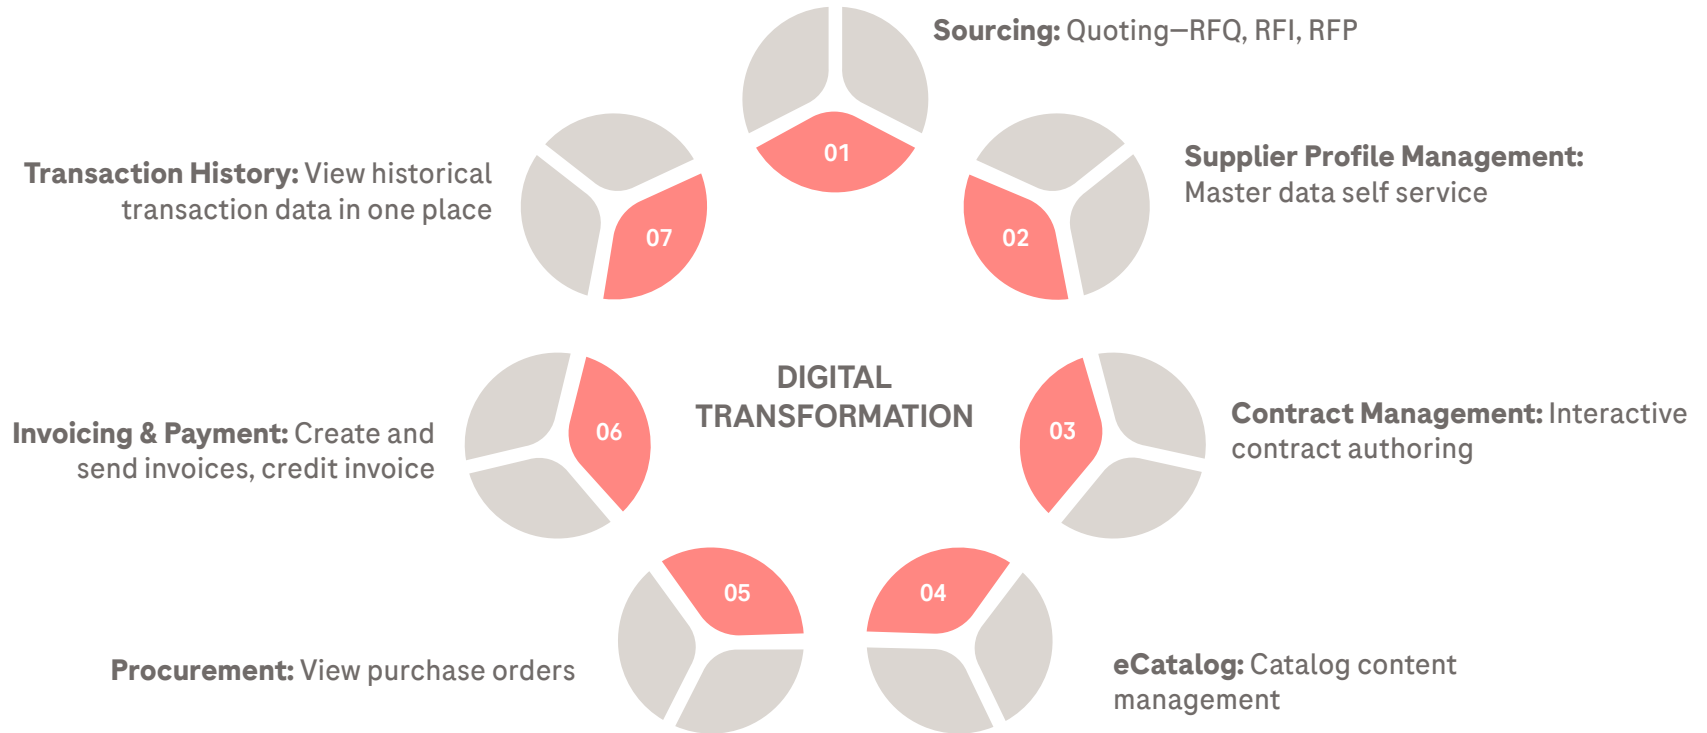 Sourcing: Quoting—RFQ, RFI, RFP
01
Supplier Profile Management:
Master data self service
02
Contract Management: Interactive
contract authoring
03
eCatalog: Catalog content
management
04
Procurement: View purchase orders
05
Invoicing & Payment: Create and
send invoices, credit invoice
06
Transaction History: View historical
transaction data in one place
07
DIGITAL
TRANSFORMATION